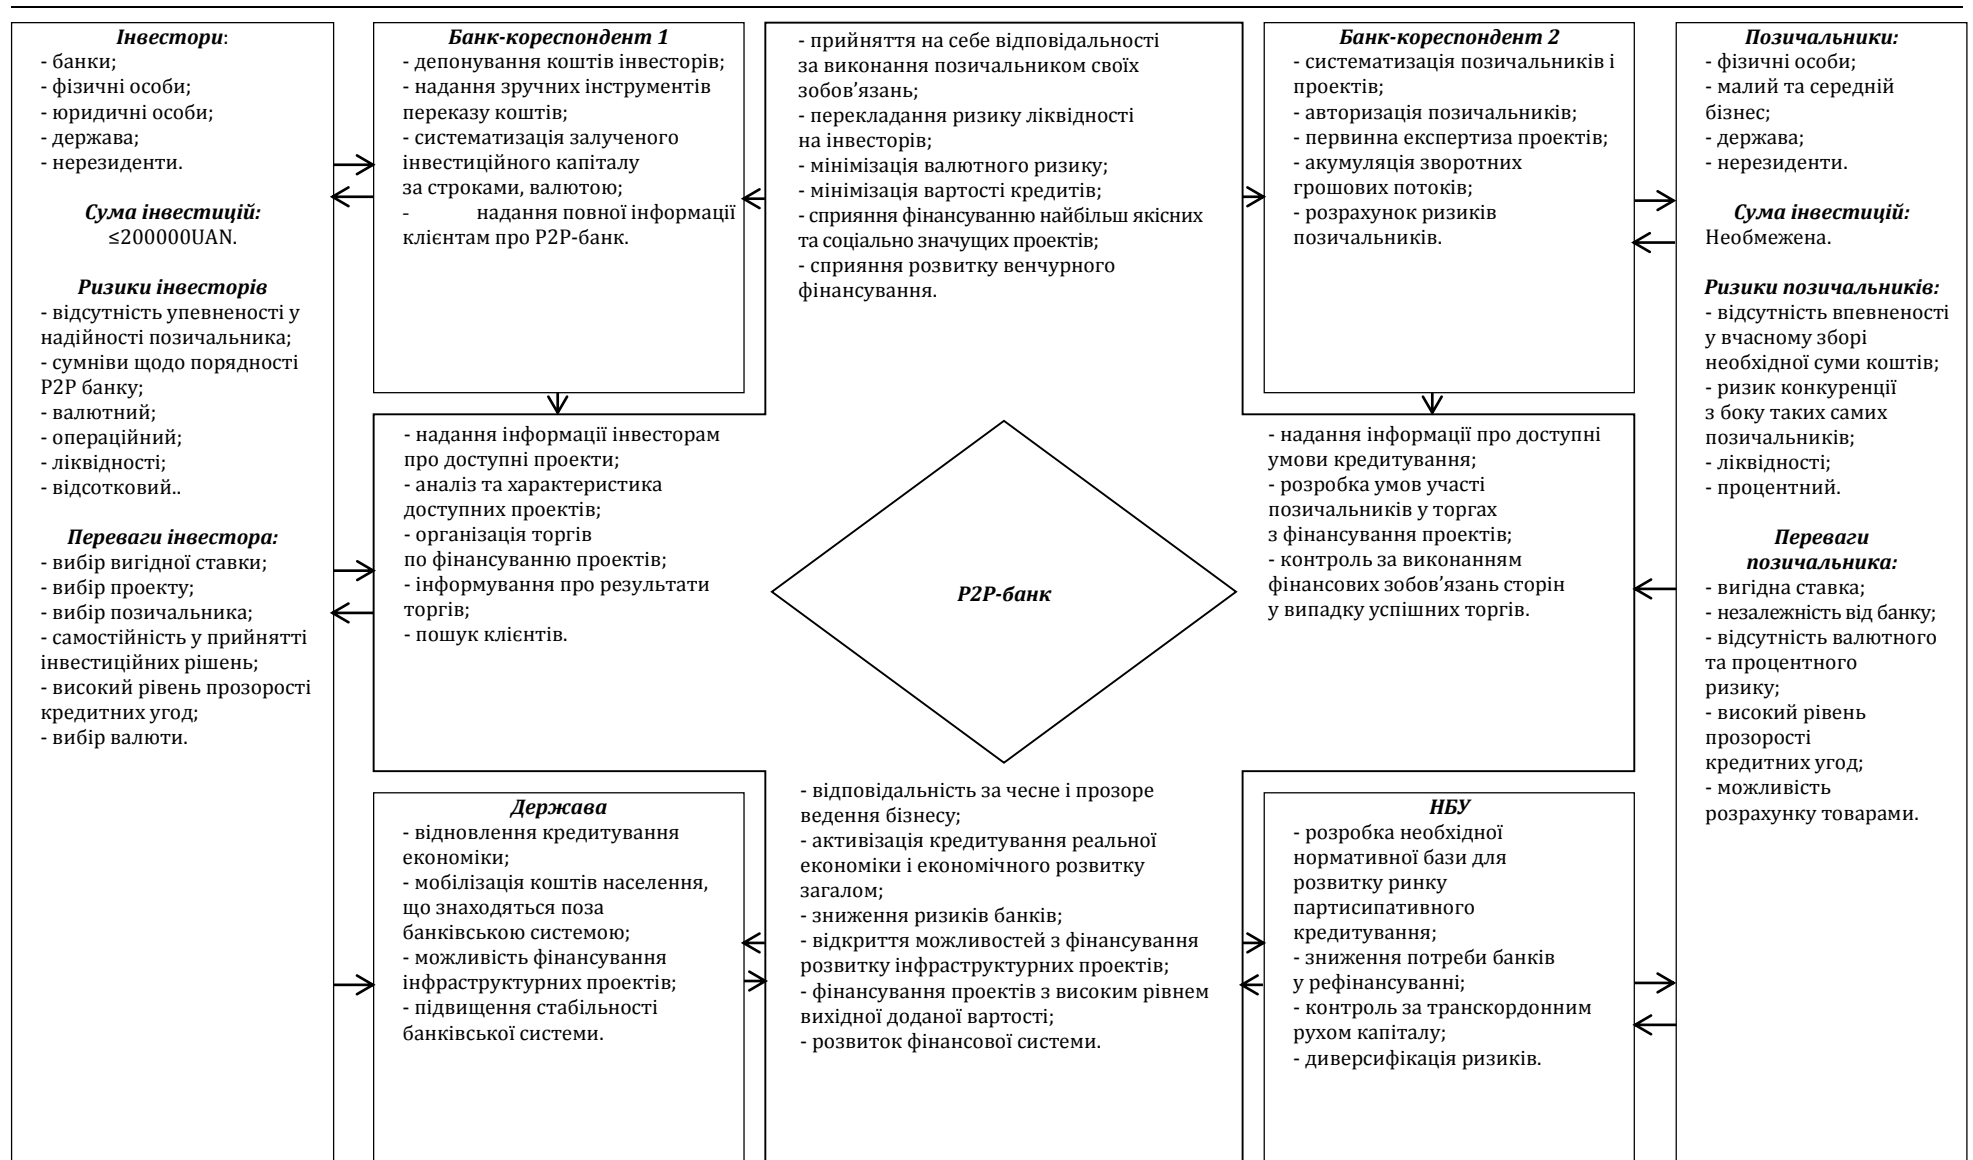 Інвестори:
- банки;
- фізичні особи;
- юридичні особи;
- держава;
- нерезиденти.
Сума інвестицій:
≤200000UAN.
Ризики інвесторів
- відсутність упевненості у
надійності позичальника;
- сумніви щодо порядності
P2P банку;
- валютний;
- операційний;
- ліквідності;
- відсотковий..
Переваги інвестора:
- вибір вигідної ставки;
- вибір проекту;
- вибір позичальника;
- самостійність у прийнятті
інвестиційних рішень;
- високий рівень прозорості
кредитних угод;
- вибір валюти.
Банк-кореспондент 1
- депонування коштів інвесторів;
- надання зручних інструментів
переказу коштів;
- систематизація залученого
інвестиційного капіталу
за строками, валютою;
- надання повної інформації
клієнтам про P2P-банк.
- прийняття на себе відповідальності
за виконання позичальником своїх
зобов’язань;
- перекладання ризику ліквідності
на інвесторів;
- мінімізація валютного ризику;
- мінімізація вартості кредитів;
- сприяння фінансуванню найбільш якісних
та соціально значущих проектів;
- сприяння розвитку венчурного
фінансування.
Банк-кореспондент 2
- систематизація позичальників і
проектів;
- авторизація позичальників;
- первинна експертиза проектів;
- акумуляція зворотних
грошових потоків;
- розрахунок ризиків
позичальників.
Позичальники:
- фізичні особи;
- малий та середній
бізнес;
- держава;
- нерезиденти.
Сума інвестицій:
Необмежена.
Ризики позичальників:
- відсутність впевненості
у вчасному зборі
необхідної суми коштів;
- ризик конкуренції
з боку таких самих
позичальників;
- ліквідності;
- процентний.
Переваги
позичальника:
- вигідна ставка;
- незалежність від банку;
- відсутність валютного
та процентного
ризику;
- високий рівень
прозорості
кредитних угод;
- можливість
розрахунку товарами.
- надання інформації інвесторам
про доступні проекти;
- аналіз та характеристика
доступних проектів;
- організація торгів
по фінансуванню проектів;
- інформування про результати
торгів;
- пошук клієнтів.
P2P-банк
- надання інформації про доступні
умови кредитування;
- розробка умов участі
позичальників у торгах
з фінансування проектів;
- контроль за виконанням
фінансових зобов’язань сторін
у випадку успішних торгів.
Держава
- відновлення кредитування
економіки;
- мобілізація коштів населення,
що знаходяться поза
банківською системою;
- можливість фінансування
інфраструктурних проектів;
- підвищення стабільності
банківської системи.
- відповідальність за чесне і прозоре
ведення бізнесу;
- активізація кредитування реальної
економіки і економічного розвитку
загалом;
- зниження ризиків банків;
- відкриття можливостей з фінансування
розвитку інфраструктурних проектів;
- фінансування проектів з високим рівнем
вихідної доданої вартості;
- розвиток фінансової системи.
НБУ
- розробка необхідної
нормативної бази для
розвитку ринку
партисипативного
кредитування;
- зниження потреби банків
у рефінансуванні;
- контроль за транскордонним
рухом капіталу;
- диверсифікація ризиків.